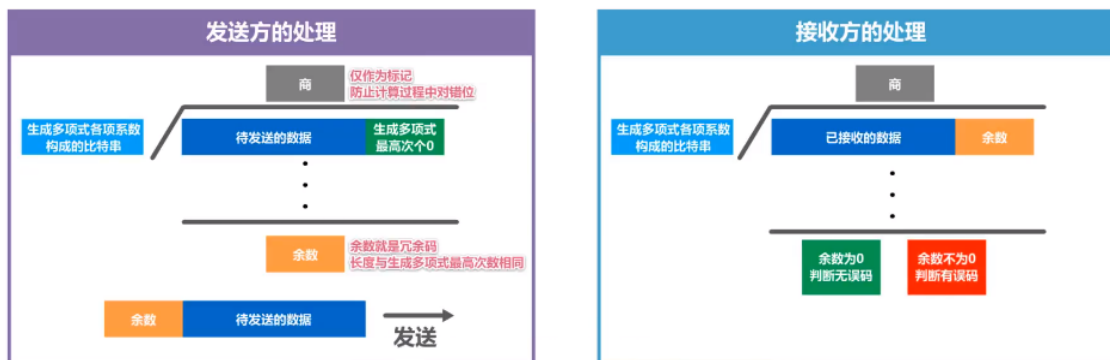 发送方的处理
商
仅作为标记
防止计算过程中对错位
生成多项式各项系数
构成的比特串
待发送的数据
生成多项式
最高次个0
余数
余数就是冗余码
长度与生成多项式最高次数相同
余数
待发送的数据
发送
接收方的处理
商
生成多项式各项系数
构成的比特串
已接收的数据
余数
余数为0
判断无误码
余数不为0
判断有误码